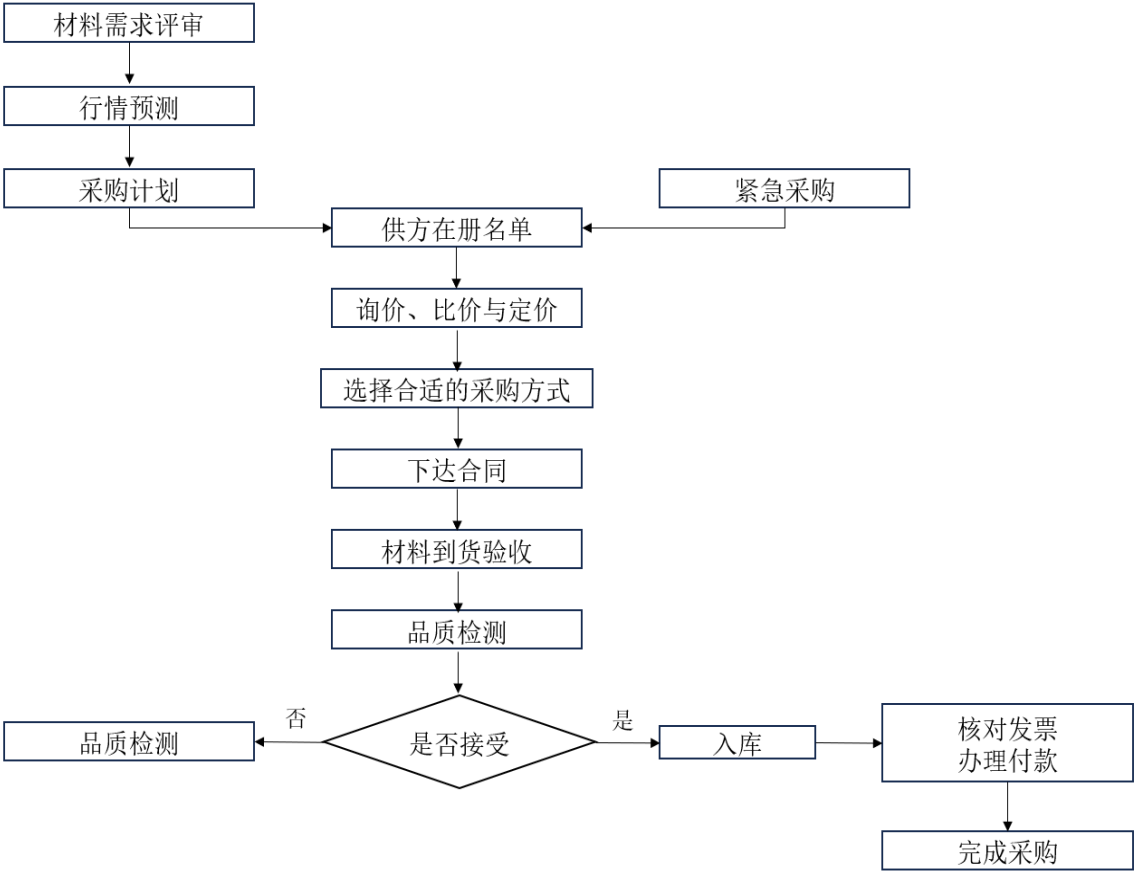 材料需求评审
行情预测
采购计划
紧急采购
供方在册名单
询价、比价与定价
选择合适的采购方式
下达合同
材料到货验收
品质检测
否
是
品质检测
是否接受
入库
核对发票
办理付款
完成采购